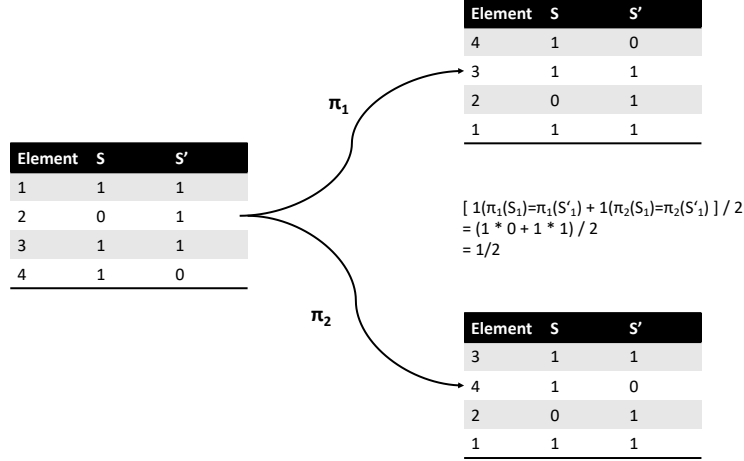 Element S S’
4 1 0
3 1 1
2 0 1
1 1 1
π₁
Element S S’
1 1 1
2 0 1
3 1 1
4 1 0
[ 1(π₁(S₁)=π₁(S‘₁) + 1(π₂(S₁)=π₂(S‘₁) ] / 2
= (1 * 0 + 1 * 1) / 2
= 1/2
π₂
Element S S’
3 1 1
4 1 0
2 0 1
1 1 1